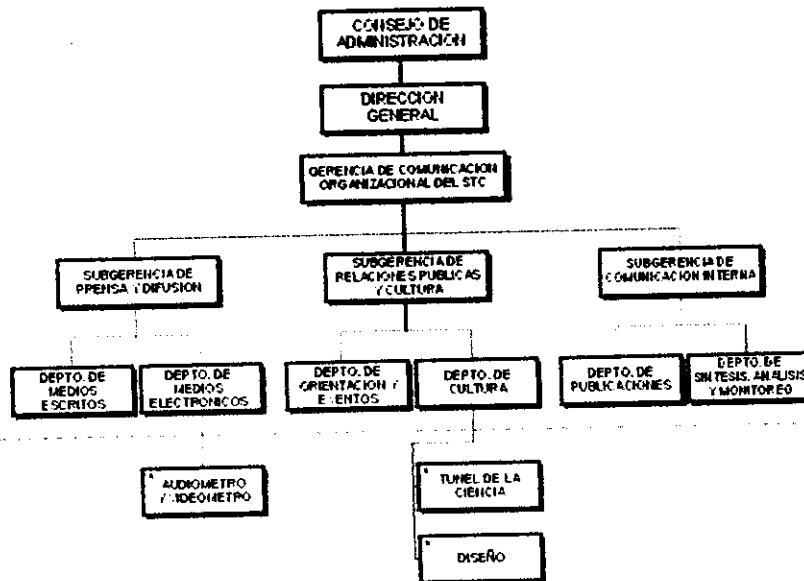 CONSEJO DE
ADMINISTRACION
DIRECCION
GENERAL
GERENCIA DE COMUNICACION
ORGANIZACIONAL DEL STC
SUBGERENCIA DE
PRENSA Y DIFUSION
SUBGERENCIA DE
RELACIONES PUBLICAS
Y CULTURA
SUBGERENCIA DE
COMUNICACION INTERNA
DEPTO. DE
MEDIOS
ESCRITOS
DEPTO. DE
MEDIOS
ELECTRONICOS
DEPTO. DE
ORIENTACION Y
EVENTOS
DEPTO. DE
CULTURA
DEPTO. DE
PUBLICACIONES
DEPTO. DE
SINTESIS, ANALISIS
Y MONITOREO
* AUDIOMETRO
Y VIDEOMETRO
* TUNEL DE LA
CIENCIA
* DISEÑO